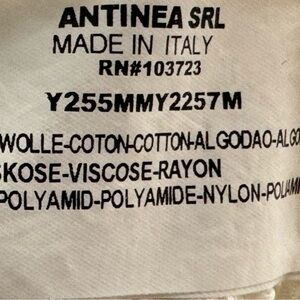 ANTINEA SRL
MADE IN ITALY
RN#103723
Y255MMY2257M
WOLLE-COTON-COTTON-ALGODAO-ALGO
SKOSE-VISCOSE-RAYON
POLYAMID-POLYAMIDE-NYLON-POLIAMI